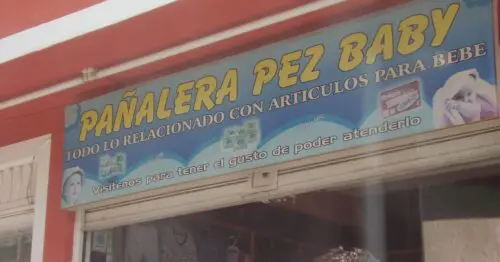 PAÑALERA PEZ BABY
TODO LO RELACIONADO CON ARTICULOS PARA BEBE
Visítenos para tener el gusto de poder atenderlo